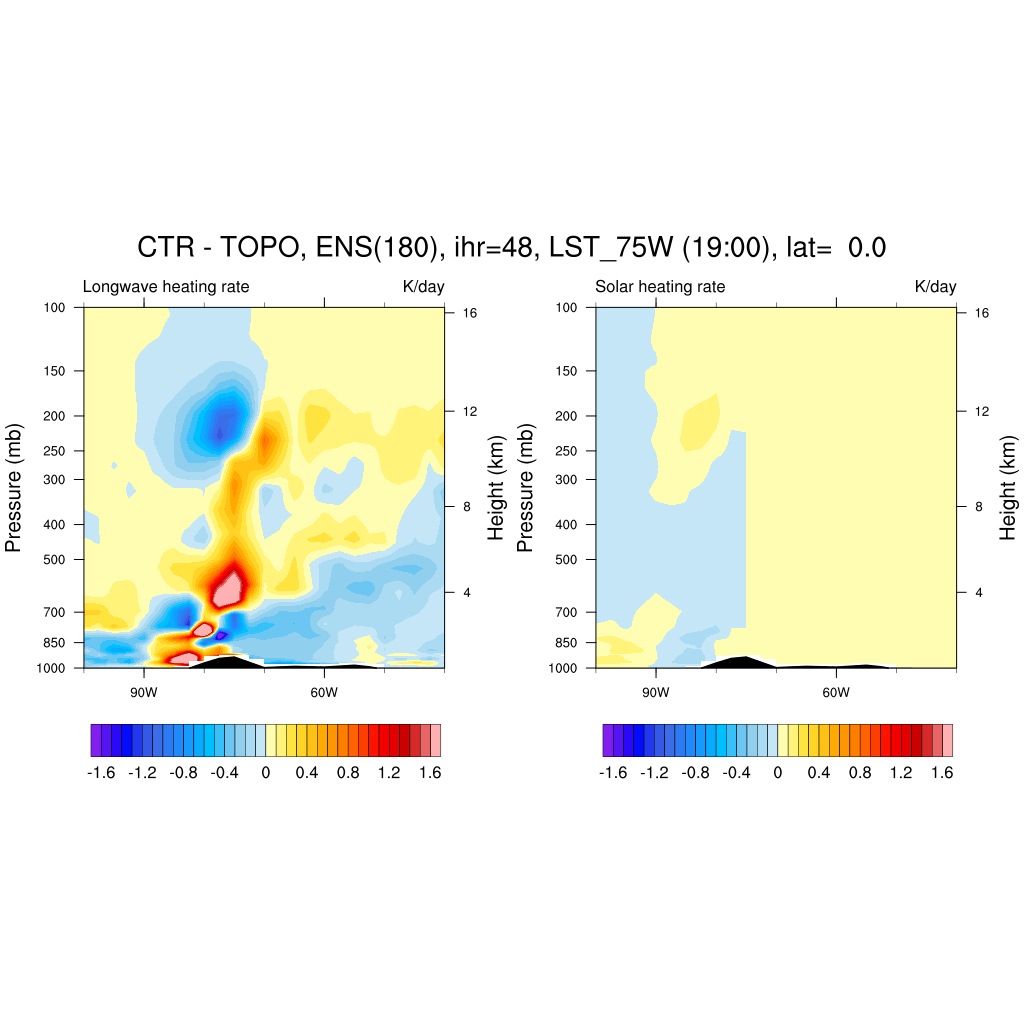 CTR - TOPO, ENS(180), ihr=48, LST_75W (19:00), lat=  0.0
Longwave heating rate K/day
100
150
200
250
300
400
500
700
850
1000
Pressure (mb)
16
12
8
4
Height (km)
90W 60W
-1.6 -1.2 -0.8 -0.4 0 0.4 0.8 1.2 1.6
Solar heating rate K/day
100
150
200
250
300
400
500
700
850
1000
Pressure (mb)
16
12
8
4
Height (km)
90W 60W
-1.6 -1.2 -0.8 -0.4 0 0.4 0.8 1.2 1.6